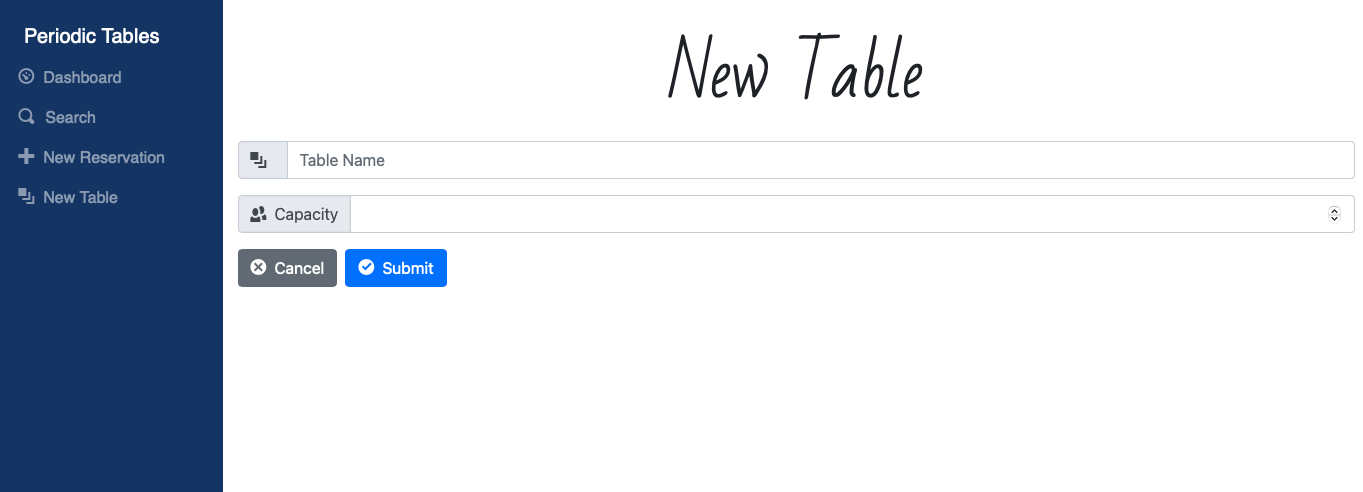 Periodic Tables
Dashboard
Search
New Reservation
New Table
New Table
Table Name
Capacity
Cancel
Submit